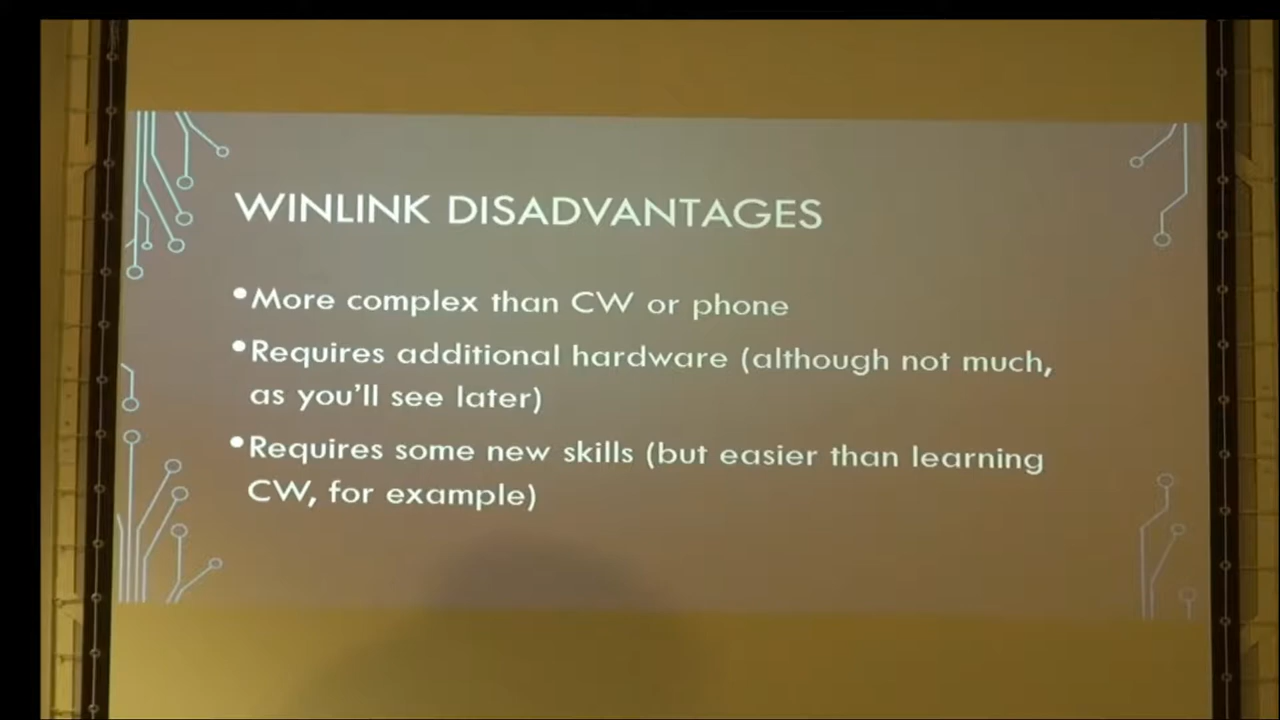 WINLINK DISADVANTAGES
•More complex than CW or phone
•Requires additional hardware (although not much,
as you'll see later)
•Requires some new skills (but easier than learning
CW, for example)